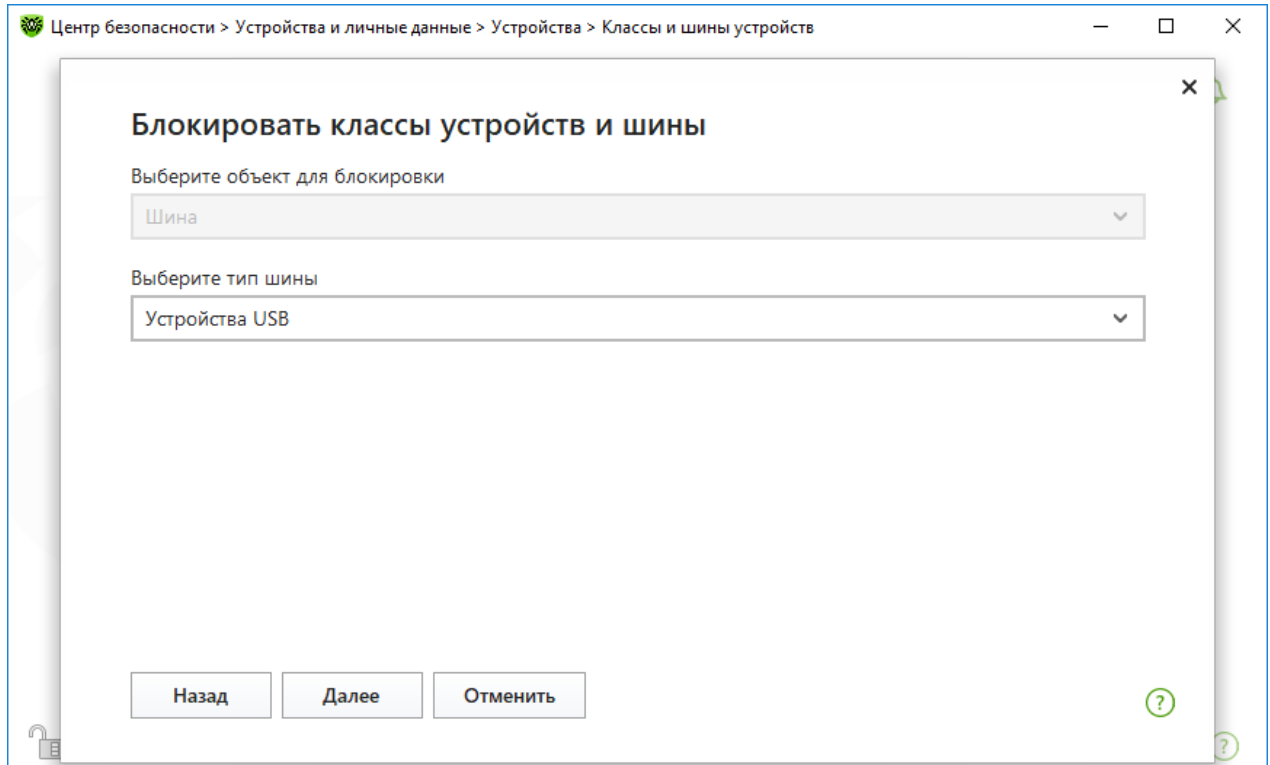 Центр безопасности > Устройства и личные данные > Устройства > Классы и шины устройств
Блокировать классы устройств и шины
Выберите объект для блокировки
Шина
Выберите тип шины
Устройства USB
Назад Далее Отменить
?
?